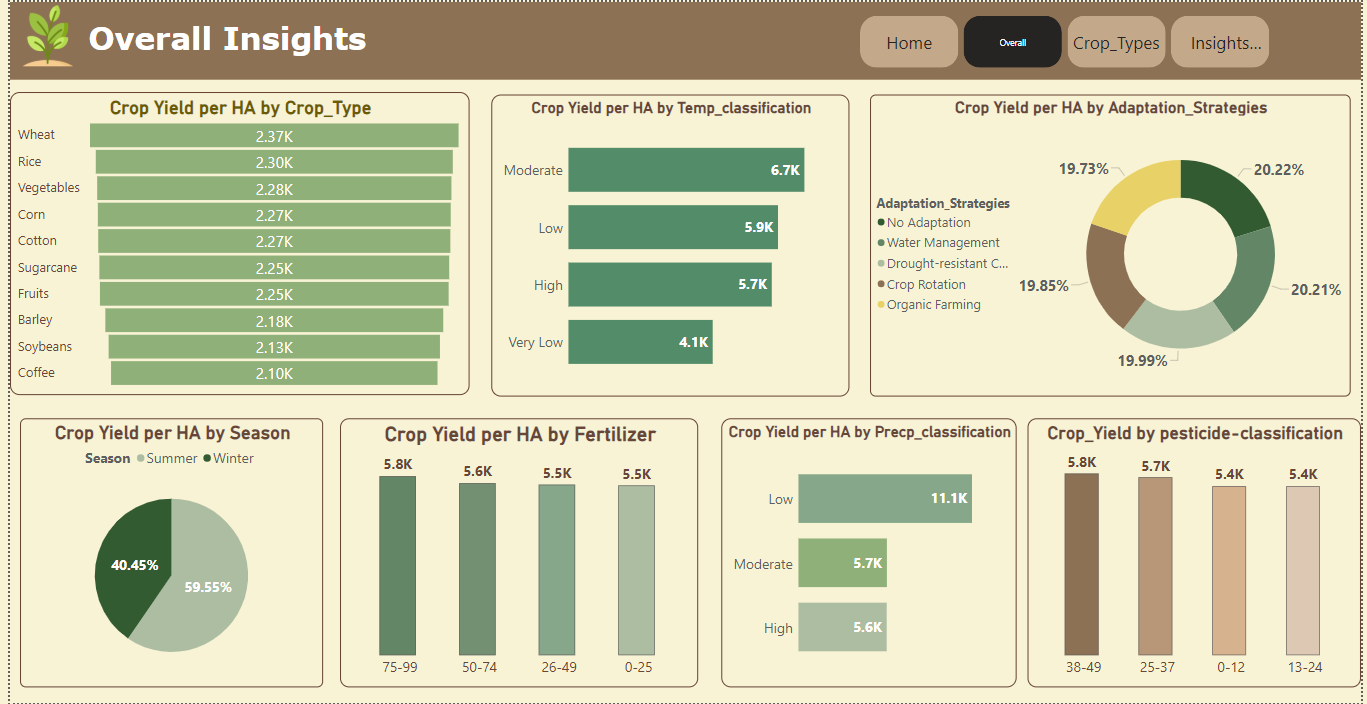 Overall Insights
Home
Overall
Crop_Types
Insights...
Crop Yield per HA by Crop_Type
Wheat 2.37K
Rice 2.30K
Vegetables 2.28K
Corn 2.27K
Cotton 2.27K
Sugarcane 2.25K
Fruits 2.25K
Barley 2.18K
Soybeans 2.13K
Coffee 2.10K
Crop Yield per HA by Temp_classification
Moderate 6.7K
Low 5.9K
High 5.7K
Very Low 4.1K
Crop Yield per HA by Adaptation_Strategies
Adaptation_Strategies
No Adaptation
Water Management
Drought-resistant C...
Crop Rotation
Organic Farming
19.73%
20.22%
19.85%
20.21%
19.99%
Crop Yield per HA by Season
Season Summer Winter
40.45%
59.55%
Crop Yield per HA by Fertilizer
5.8K 5.6K 5.5K 5.5K
75-99 50-74 26-49 0-25
Crop Yield per HA by Precp_classification
Low 11.1K
Moderate 5.7K
High 5.6K
Crop_Yield by pesticide-classification
5.8K 5.7K 5.4K 5.4K
38-49 25-37 0-12 13-24